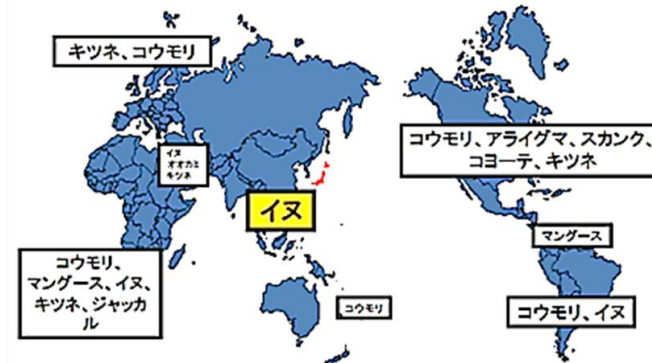 キツネ、コウモリ
コウモリ、アライグマ、スカンク、
コヨーテ、キツネ
イヌ
オオカミ
キツネ
イヌ
マングース
コウモリ、
マングース、イヌ、
キツネ、ジャッカ
ル
コウモリ
コウモリ、イヌ